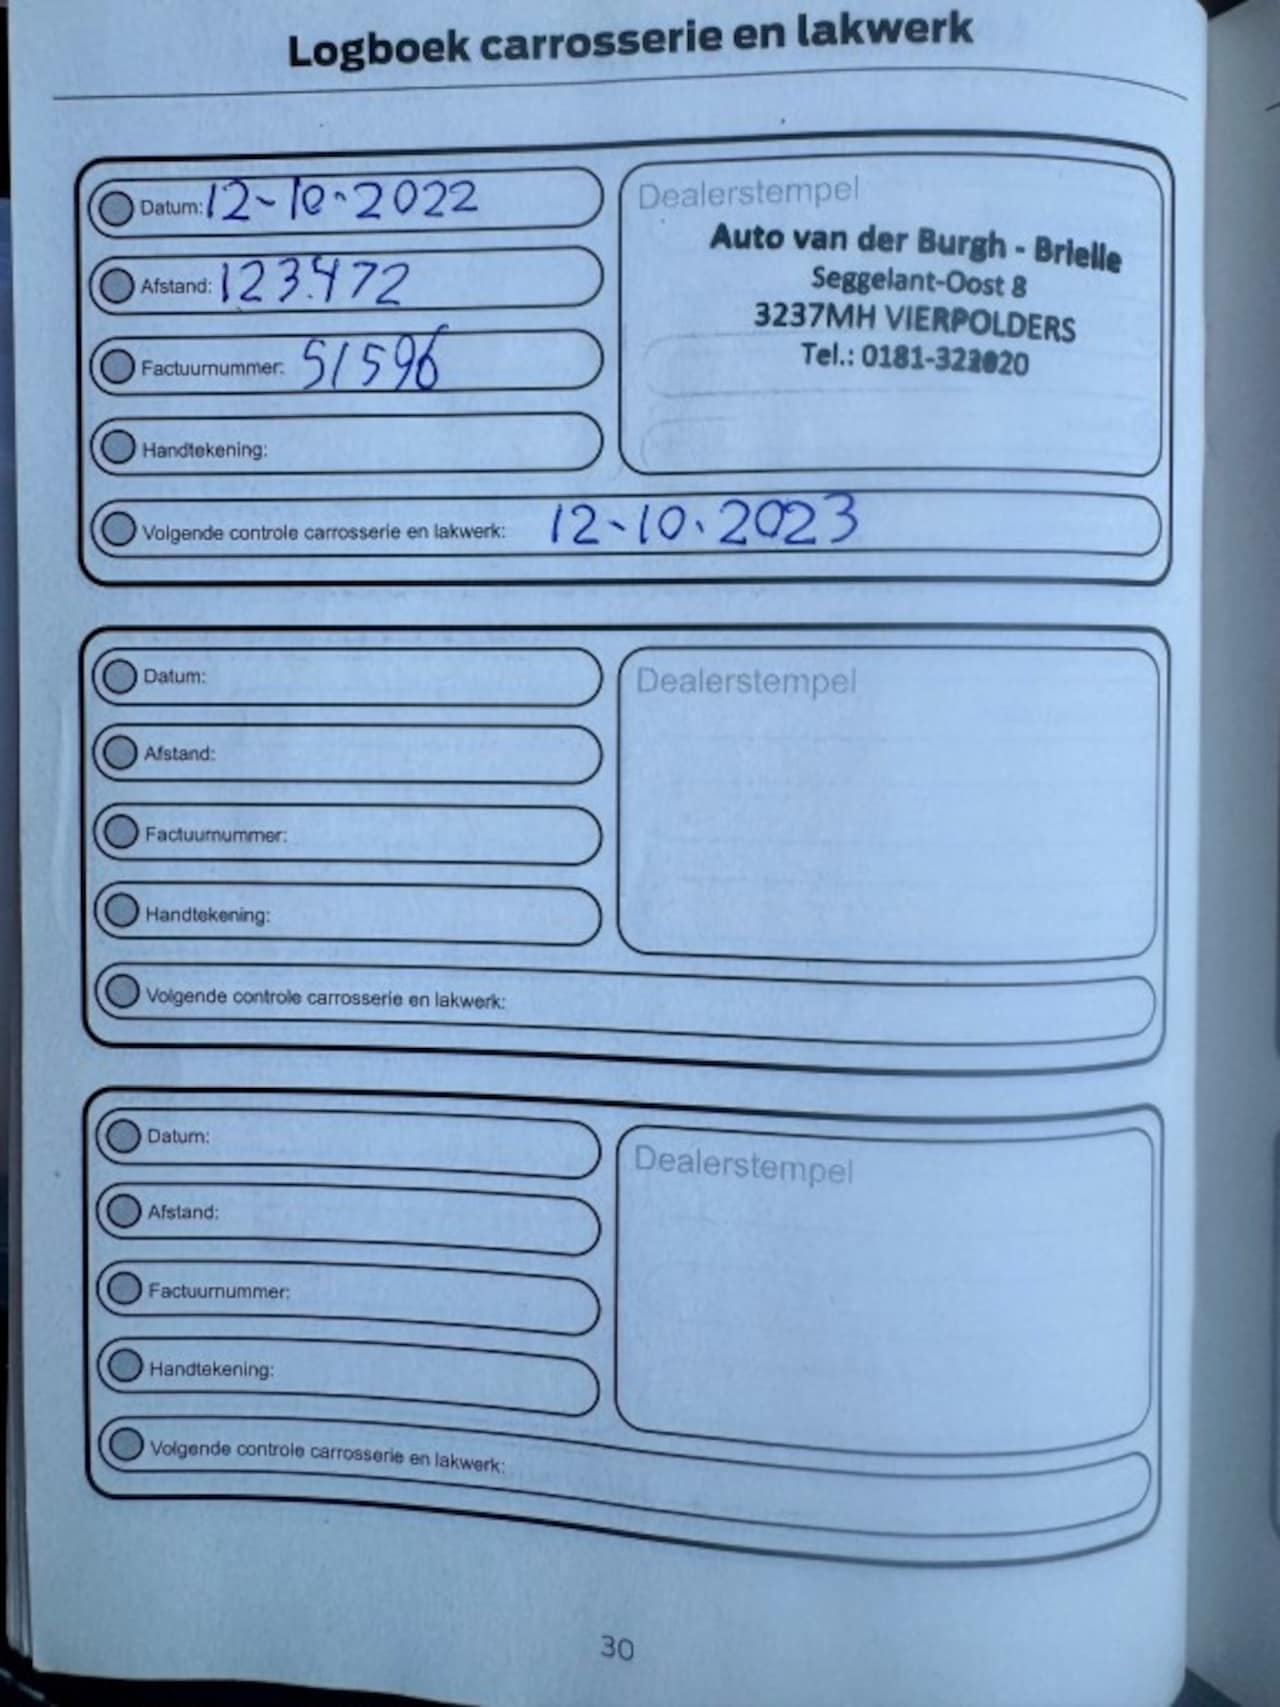 Logboek carrosserie en lakwerk
Datum: 12-10-2022
Afstand: 123.472
Factuurnummer: 51596
Handtekening:
Volgende controle carrosserie en lakwerk: 12-10-2023
Dealerstempel
Auto van der Burgh - Brielle
Seggelant-Oost 8
3237MH VIERPOLDERS
Tel.:
Datum:
Afstand:
Factuurnummer:
Handtekening:
Volgende controle carrosserie en lakwerk:
Dealerstempel
Datum:
Afstand:
Factuurnummer:
Handtekening:
Volgende controle carrosserie en lakwerk:
Dealerstempel
30